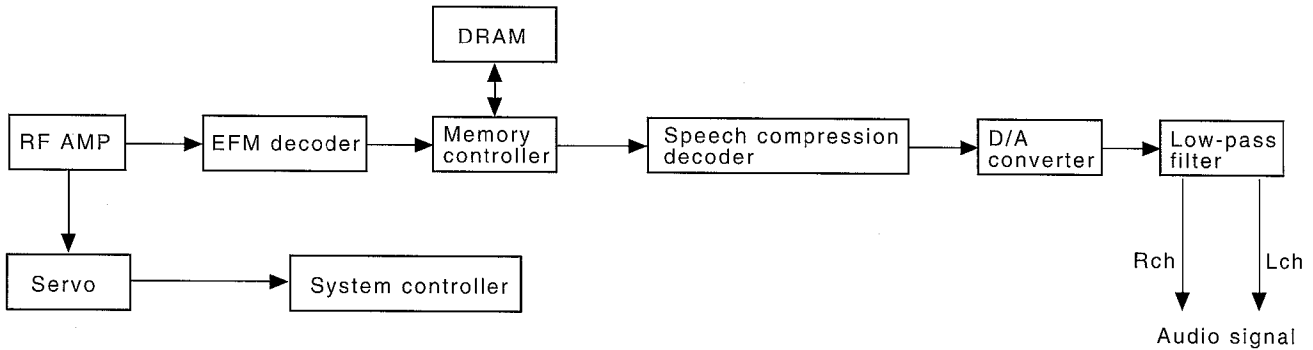 DRAM
RF AMP
EFM decoder
Memory
controller
Speech compression
decoder
D/A
converter
Low-pass
filter
Servo
System controller
Rch
Lch
Audio signal